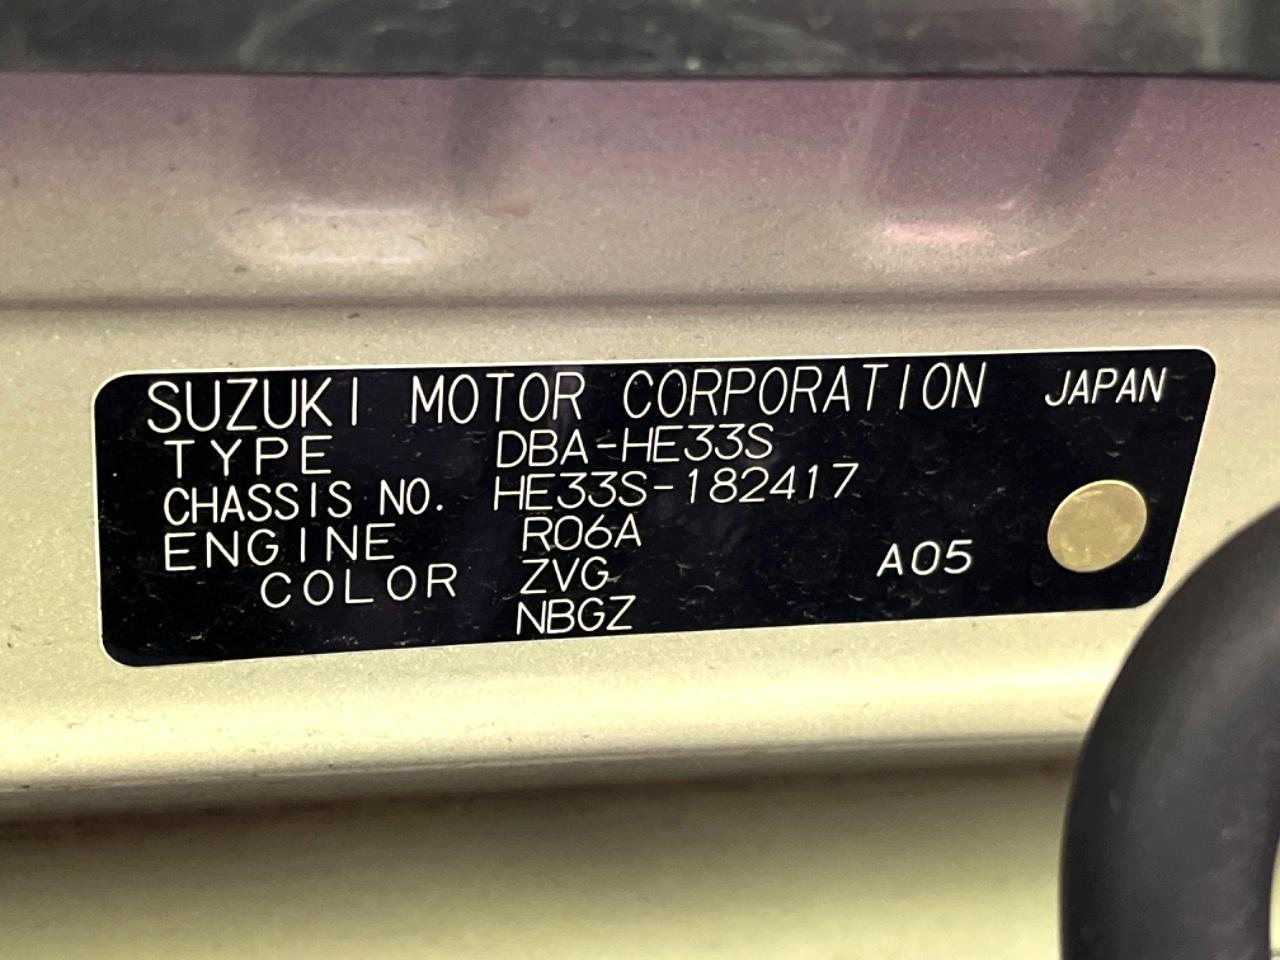 SUZUKI MOTOR CORPORATION JAPAN
TYPE DBA-HE33S
CHASSIS NO. HE33S-182417
ENGINE R06A
COLOR ZVG A05
NBGZ